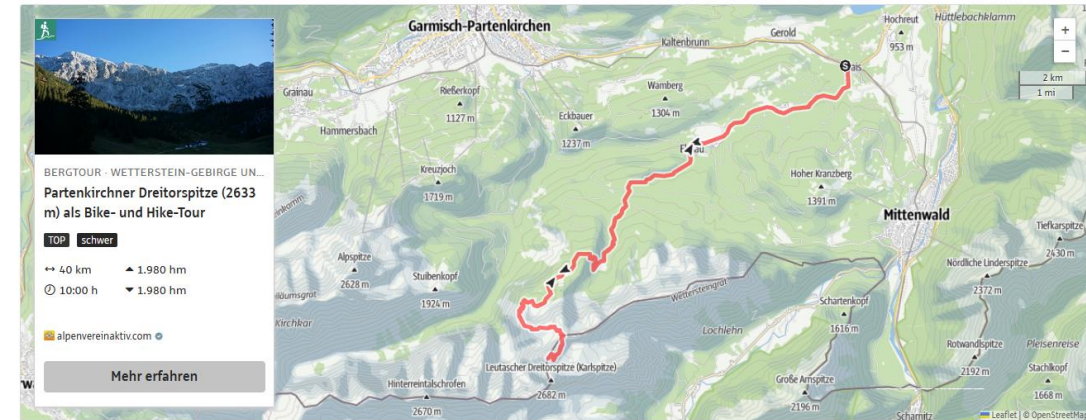 BERGTOUR · WETTERSTEIN-GEBIRGE UN...
Partenkirchner Dreitorspitze (2633
m) als Bike- und Hike-Tour
TOP schwer
40 km 1.980 hm
10:00 h 1.980 hm
alpenvereinaktiv.com
Mehr erfahren
Garmisch-Partenkirchen
Hochreut
953 m
Hüttlebachklamm
Gerold
Kaltenbrunn
+
−
2 km
1 mi
S
Grainau
Rießerkopf
1127 m
Wamberg
1304 m
Eckbauer
1237 m
Hammersbach
Kreuzjoch
1719 m
Hoher Kranzberg
1391 m
Mittenwald
Tiefkarspitze
2430 m
Alpspitze
2628 m
Stuibenkopf
1924 m
Nördliche Linderspitze
2372 m
Wettersteingrat
Schartenkopf
1616 m
Kirchkar
Lochlehn
Rotwandlspitze
2192 m
Pleisenreise
Leutascher Dreitorspitze (Karlspitze)
2682 m
Hinterreintalschrofen
2670 m
Große Arnspitze
2196 m
Stachlkopf
1668 m
Scharnitz
Leaflet | © OpenStreetMa